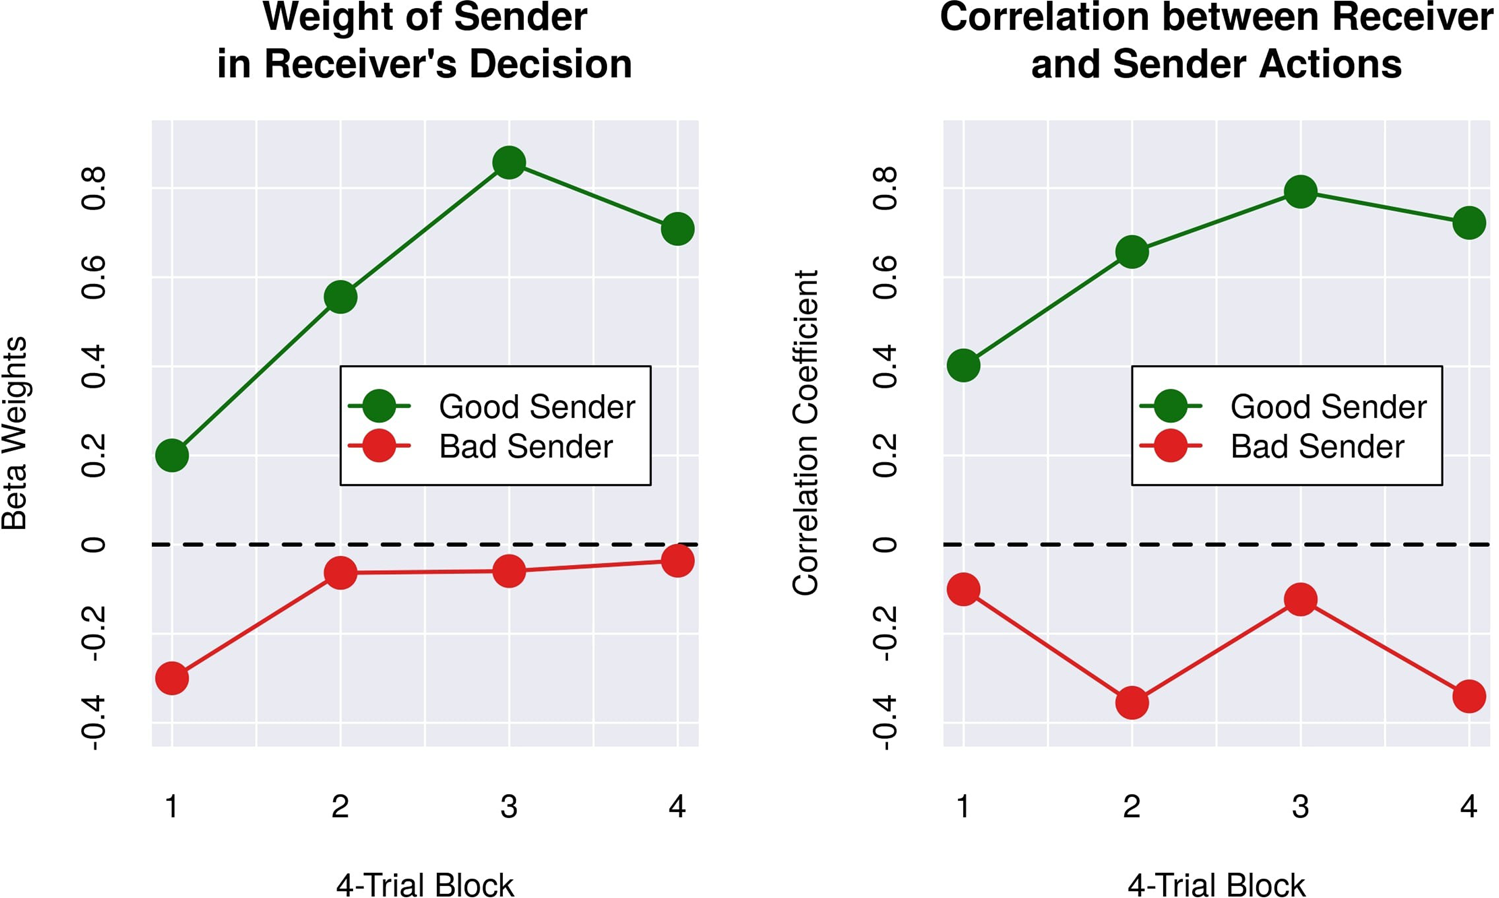 Weight of Sender
in Receiver's Decision
Beta Weights
0.8
0.6
0.4
0.2
0
-0.2
-0.4
Good Sender
Bad Sender
1 2 3 4
4-Trial Block
Correlation between Receiver
and Sender Actions
Correlation Coefficient
0.8
0.6
0.4
0.2
0
-0.2
-0.4
Good Sender
Bad Sender
1 2 3 4
4-Trial Block